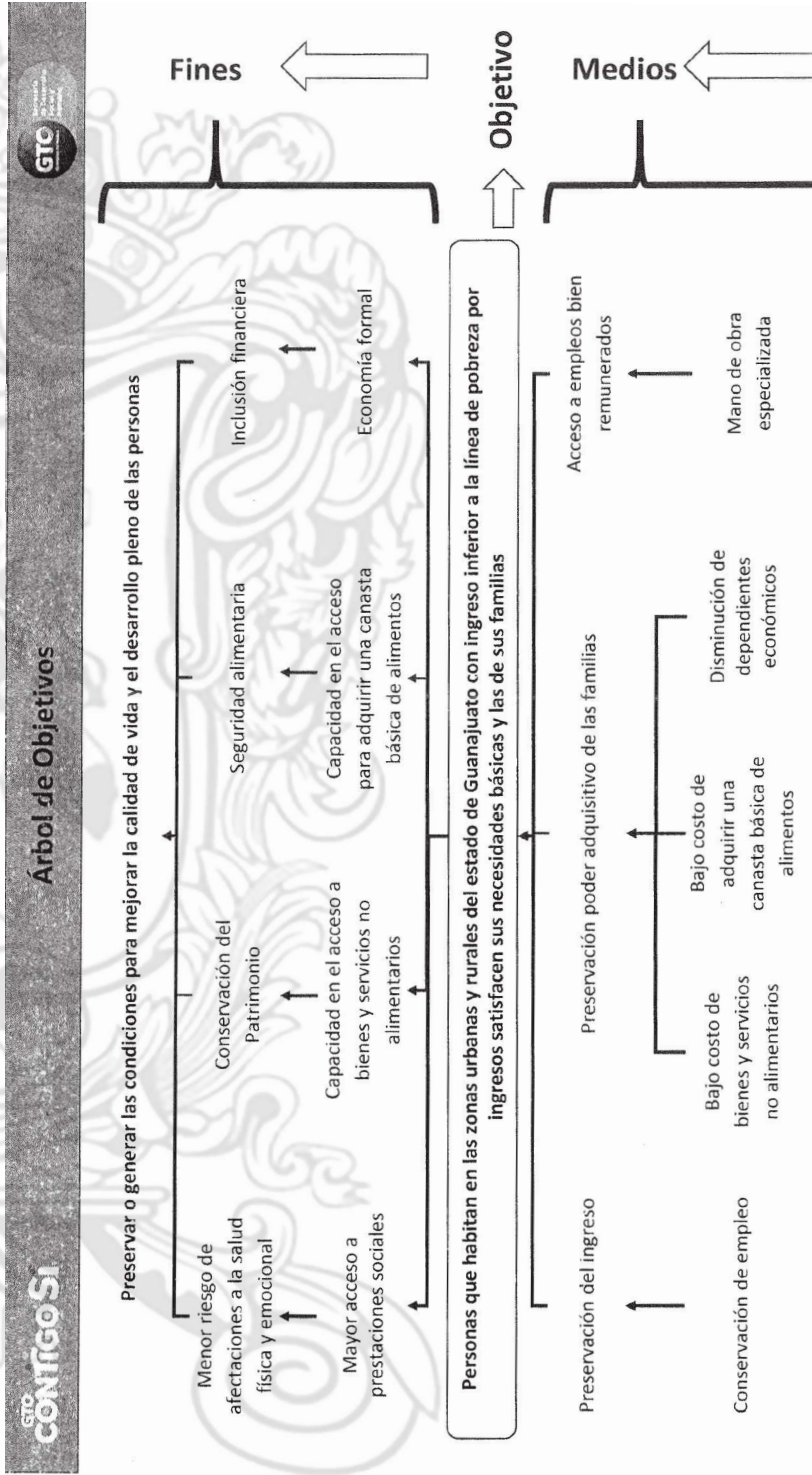 GTO
CONTIGO SI
Árbol de Objetivos
GTO
Preservar o generar las condiciones para mejorar la calidad de vida y el desarrollo pleno de las personas
Fines
Menor riesgo de
afectaciones a la salud
física y emocional
Conservación del
Patrimonio
Seguridad alimentaria
Inclusión financiera
Mayor acceso a
prestaciones sociales
Capacidad en el acceso a
bienes y servicios no
alimentarios
Capacidad en el acceso
para adquirir una canasta
básica de alimentos
Economía formal
Personas que habitan en las zonas urbanas y rurales del estado de Guanajuato con ingreso inferior a la línea de pobreza por
ingresos satisfacen sus necesidades básicas y las de sus familias
Objetivo
Preservación del ingreso
Preservación poder adquisitivo de las familias
Acceso a empleos bien
remunerados
Medios
Conservación de empleo
Bajo costo de
bienes y servicios
no alimentarios
Bajo costo de
adquirir una
canasta básica de
alimentos
Disminución de
dependientes
económicos
Mano de obra
especializada